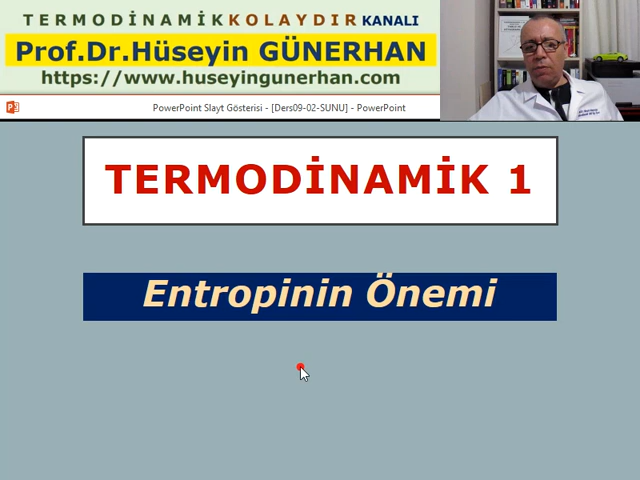 TERMODİNAMİKKOLAYDIR KANALI
Prof.Dr.Hüseyin GÜNERHAN
https://www.huseyingunerhan.com
PowerPoint Slayt Gösterisi - [Ders09-02-SUNU] - PowerPoint
TERMODİNAMİK 1
Entropinin Önemi